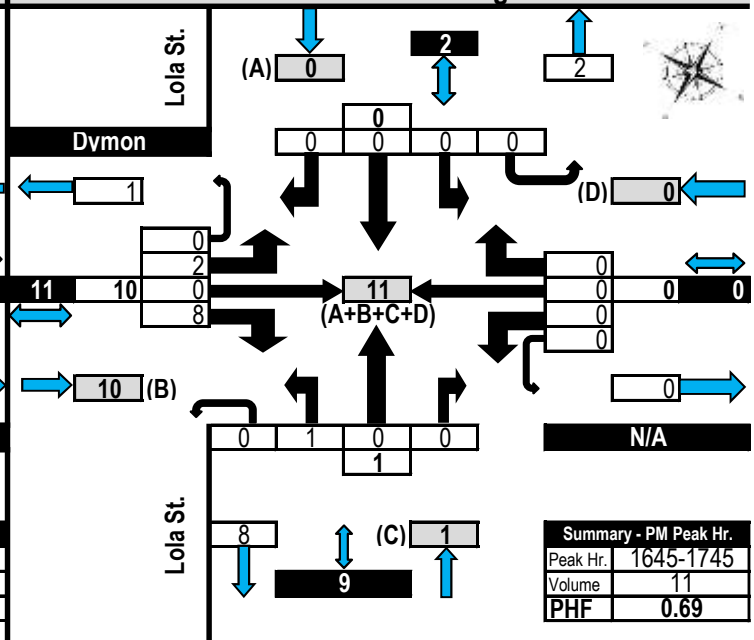 Lola St.
(A) 0
2
2
Dymon
0
0 0 0 0
1
(D) 0
0
2
11 10 0
8
11
(A+B+C+D)
0
0 0 0
0
0
10 (B)
0
0 1 0 0
1
N/A
Lola St.
8
(C) 1
9
Summary - PM Peak Hr.
Peak Hr. 1645-1745
Volume 11
PHF 0.69